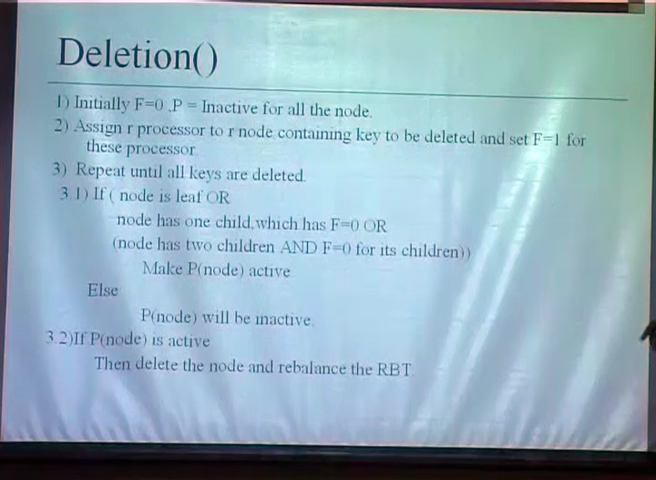 Deletion()
1) Initially F=0 ,P = Inactive for all the node.
2) Assign r processor to r node containing key to be deleted and set F=1 for
these processor.
3) Repeat until all keys are deleted.
3.1) If ( node is leaf OR
node has one child,which has F=0 OR
(node has two children AND F=0 for its children))
Make P(node) active
Else
P(node) will be inactive.
3.2)If P(node) is active
Then delete the node and rebalance the RBT.